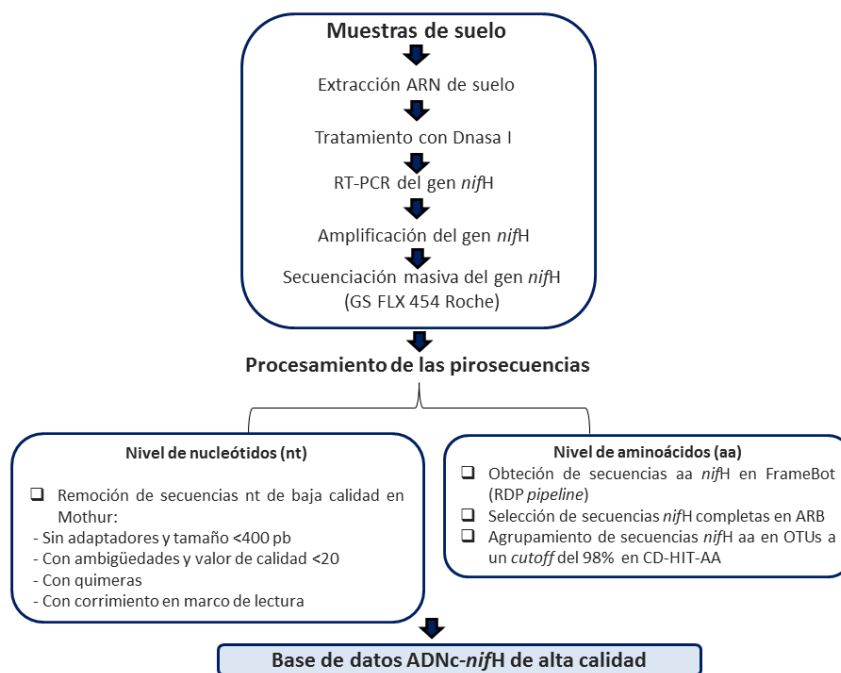 Muestras de suelo
Extracción ARN de suelo
Tratamiento con Dnasa I
RT-PCR del gen nifH
Amplificación del gen nifH
Secuenciación masiva del gen nifH
(GS FLX 454 Roche)
Procesamiento de las pirosecuencias
Nivel de nucleótidos (nt)
❑ Remoción de secuencias nt de baja calidad en
Mothur:
- Sin adaptadores y tamaño <400 pb
- Con ambigüedades y valor de calidad <20
- Con quimeras
- Con corrimiento en marco de lectura
Nivel de aminoácidos (aa)
❑ Obteción de secuencias aa nifH en FrameBot
(RDP pipeline)
❑ Selección de secuencias nifH completas en ARB
❑ Agrupamiento de secuencias nifH aa en OTUs a
un cutoff del 98% en CD-HIT-AA
Base de datos ADNc-nifH de alta calidad